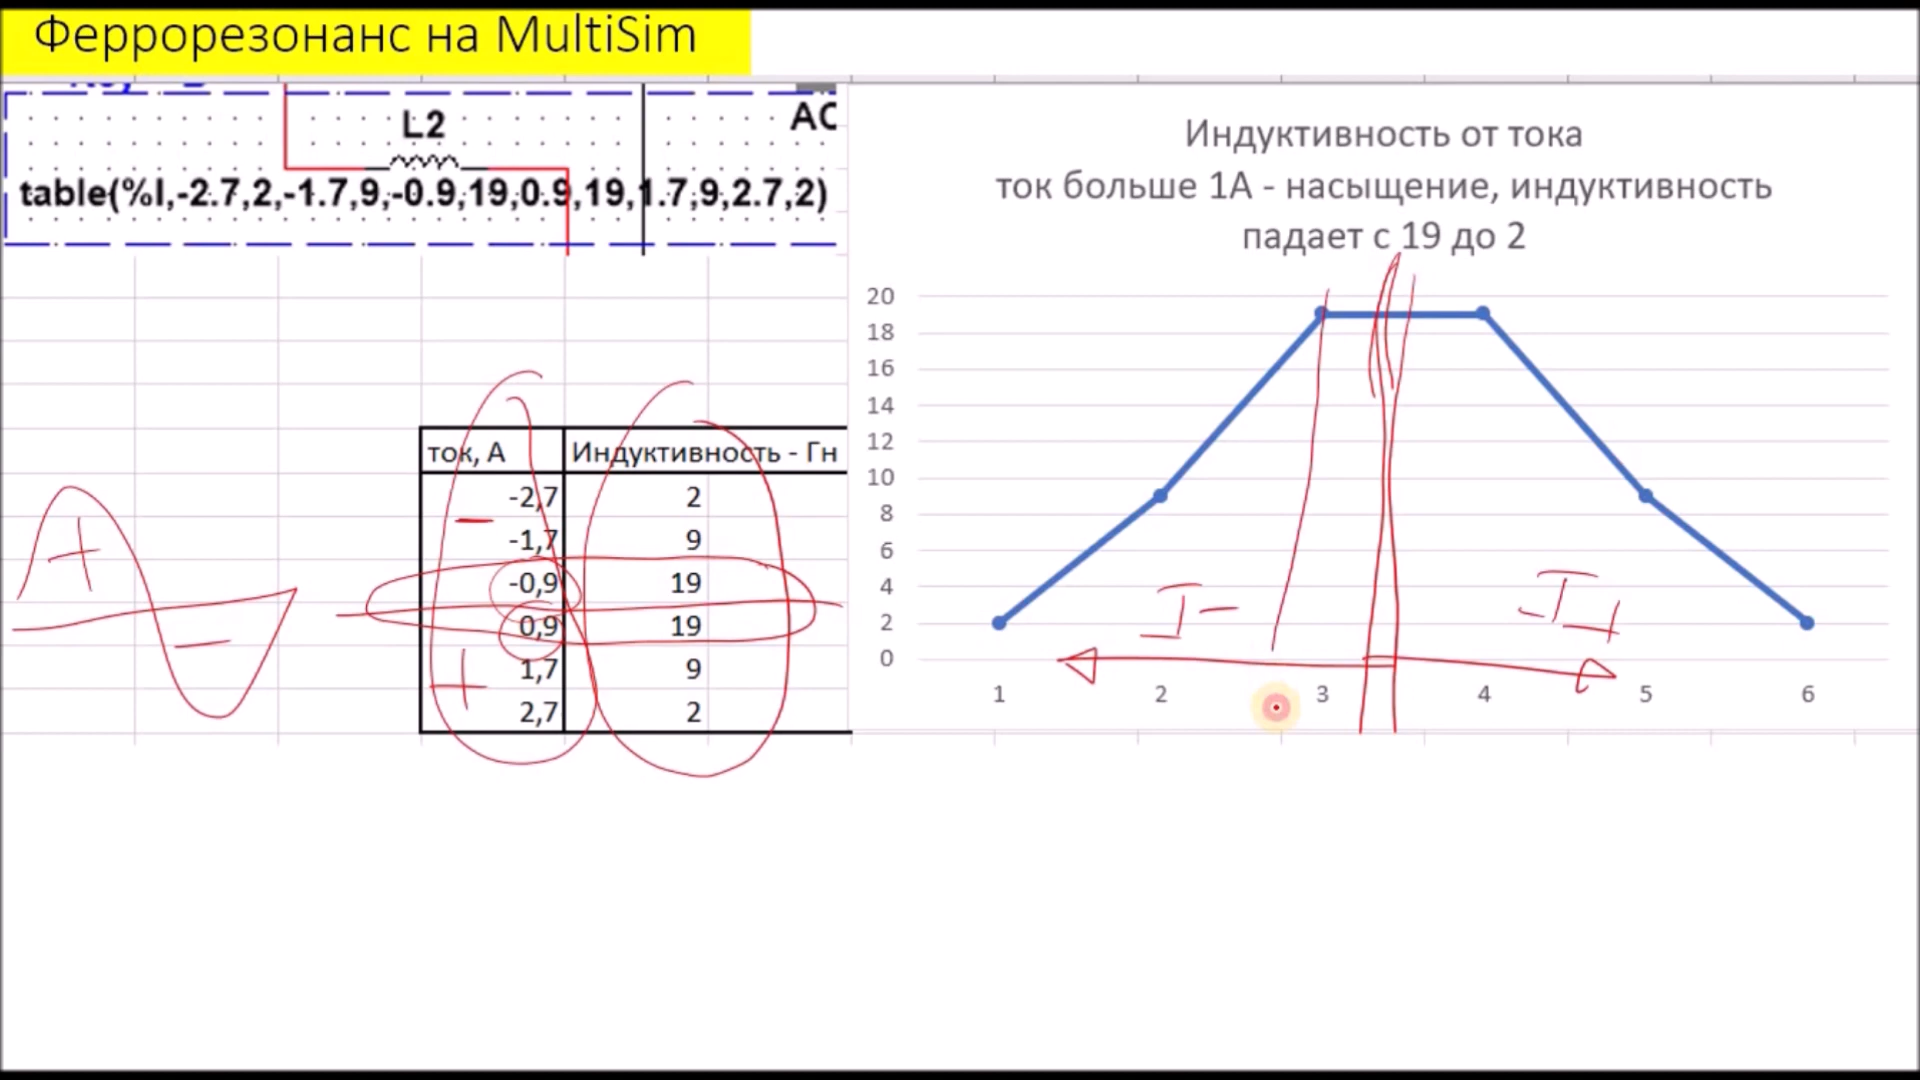 Феррорезонанс на MultiSim
L2
AC
table(%I,-2.7,2,-1.7,9,-0.9,19,0.9,19,1.7,9,2.7,2)
ток, А Индуктивность - Гн
-2,7 2
-1,7 9
-0,9 19
0,9 19
1,7 9
2,7 2
+
-
-
+
Индуктивность от тока
ток больше 1А - насыщение, индуктивность
падает с 19 до 2
20
18
16
14
12
10
8
6
4
2
0
1 2 3 4 5 6
I-